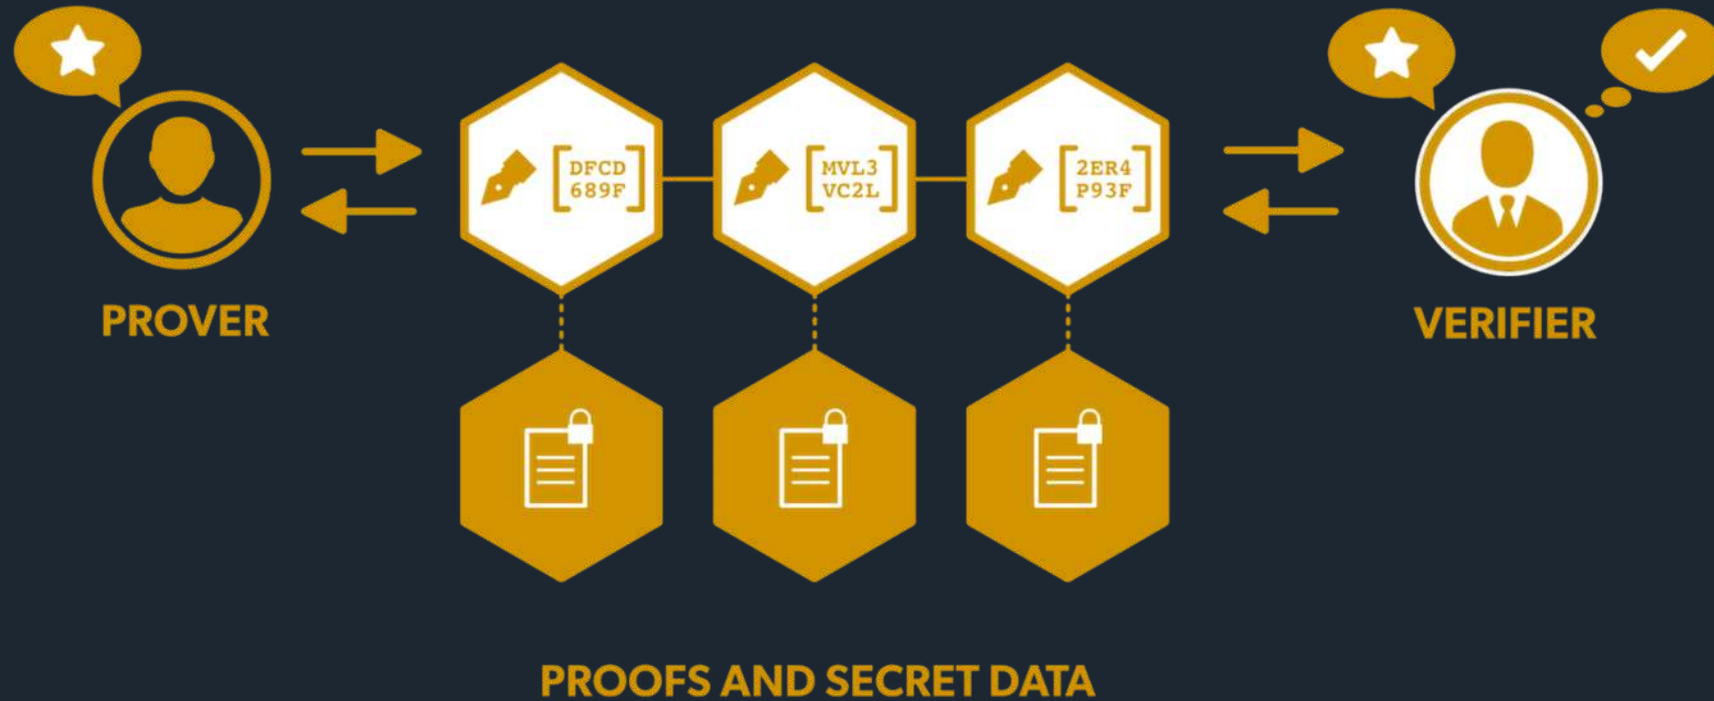 DFCD
689F
MVL3
VC2L
2ER4
P93F
PROVER
VERIFIER
PROOFS AND SECRET DATA